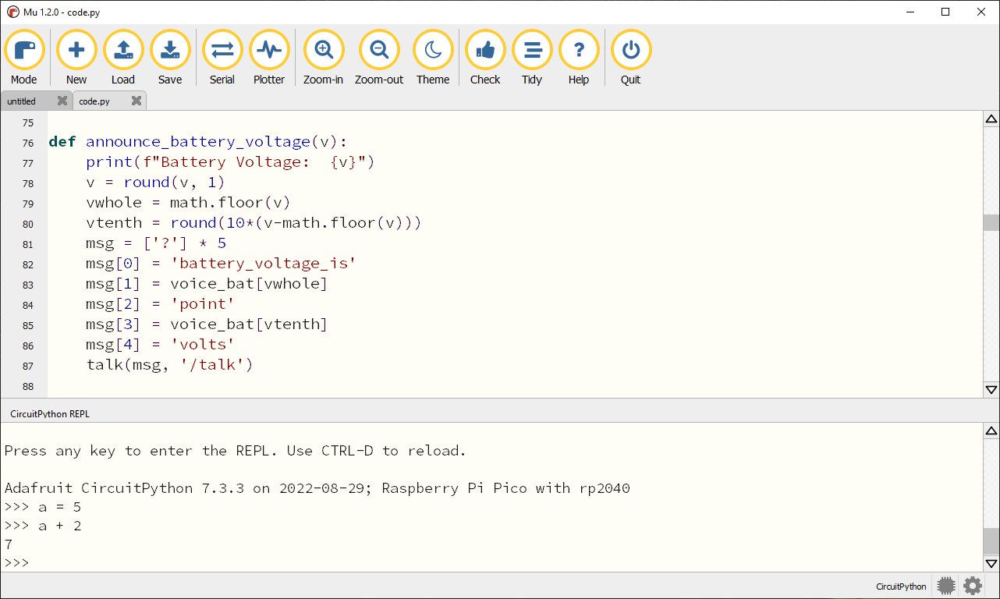 Mu 1.2.0 - code.py
Mode New Load Save Serial Plotter Zoom-in Zoom-out Theme Check Tidy Help Quit
untitled code.py
75
76 def announce_battery_voltage(v):
77     print(f"Battery Voltage:  {v}")
78     v = round(v, 1)
79     vwhole = math.floor(v)
80     vtenth = round(10*(v-math.floor(v)))
81     msg = ['?'] * 5
82     msg[0] = 'battery_voltage_is'
83     msg[1] = voice_bat[vwhole]
84     msg[2] = 'point'
85     msg[3] = voice_bat[vtenth]
86     msg[4] = 'volts'
87     talk(msg, '/talk')
88
CircuitPython REPL
Press any key to enter the REPL. Use CTRL-D to reload.
Adafruit CircuitPython 7.3.3 on 2022-08-29; Raspberry Pi Pico with rp2040
>>> a = 5
>>> a + 2
7
>>>
CircuitPython